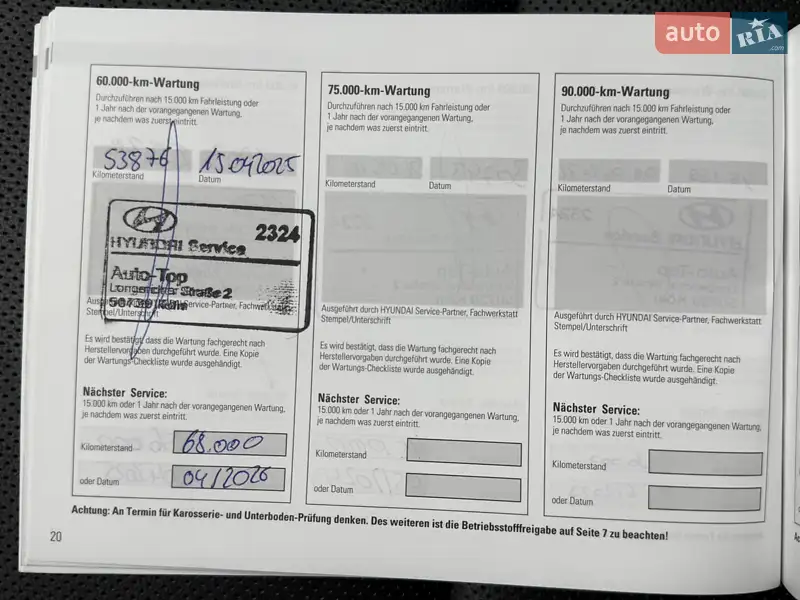 auto RIA .com
60.000-km-Wartung
Durchzuführen nach 15.000 km Fahrleistung oder
1 Jahr nach der vorangegangenen Wartung,
je nachdem was zuerst eintritt.
53876 15.04.2025
Kilometerstand Datum
HYUNDAI Service 2324
Auto-Top
Straße 2
Köln
Ausgeführt durch HYUNDAI Service-Partner, Fachwerkstatt
Stempel/Unterschrift
Es wird bestätigt, dass die Wartung fachgerecht nach
Herstellervorgaben durchgeführt wurde. Eine Kopie
der Wartungs-Checkliste wurde ausgehändigt.
Nächster Service:
15.000 km oder 1 Jahr nach der vorangegangenen Wartung,
je nachdem was zuerst eintritt.
Kilometerstand 68.000
oder Datum 04/2026
75.000-km-Wartung
Durchzuführen nach 15.000 km Fahrleistung oder
1 Jahr nach der vorangegangenen Wartung,
je nachdem was zuerst eintritt.
Kilometerstand Datum
Ausgeführt durch HYUNDAI Service-Partner, Fachwerkstatt
Stempel/Unterschrift
Es wird bestätigt, dass die Wartung fachgerecht nach
Herstellervorgaben durchgeführt wurde. Eine Kopie
der Wartungs-Checkliste wurde ausgehändigt.
Nächster Service:
15.000 km oder 1 Jahr nach der vorangegangenen Wartung,
je nachdem was zuerst eintritt.
Kilometerstand
oder Datum
90.000-km-Wartung
Durchzuführen nach 15.000 km Fahrleistung oder
1 Jahr nach der vorangegangenen Wartung,
je nachdem was zuerst eintritt.
Kilometerstand Datum
Ausgeführt durch HYUNDAI Service-Partner, Fachwerkstatt
Stempel/Unterschrift
Es wird bestätigt, dass die Wartung fachgerecht nach
Herstellervorgaben durchgeführt wurde. Eine Kopie
der Wartungs-Checkliste wurde ausgehändigt.
Nächster Service:
15.000 km oder 1 Jahr nach der vorangegangenen Wartung,
je nachdem was zuerst eintritt.
Kilometerstand
oder Datum
Achtung: An Termin für Karosserie- und Unterboden-Prüfung denken. Des weiteren ist die Betriebsstofffreigabe auf Seite 7 zu beachten!
20